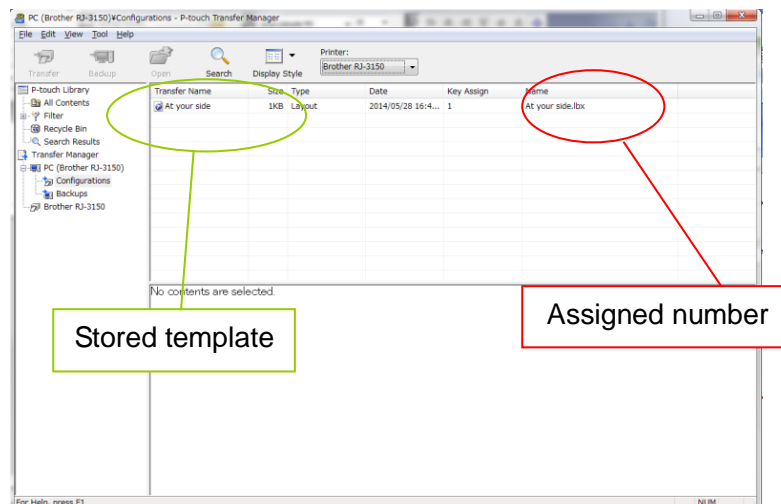 PC (Brother RJ-3150)¥Configurations - P-touch Transfer Manager
File Edit View Tool Help
Transfer Backup Open Search Display Style Printer:
Brother RJ-3150
P-touch Library
All Contents
Filter
Recycle Bin
Search Results
Transfer Manager
PC (Brother RJ-3150)
Configurations
Backups
Brother RJ-3150
Transfer Name Size Type Date Key Assign Name
At your side 1KB Layout 2014/05/28 16:4... 1 At your side.lbx
No contents are selected.
Stored template
Assigned number
For Help, press F1 NUM